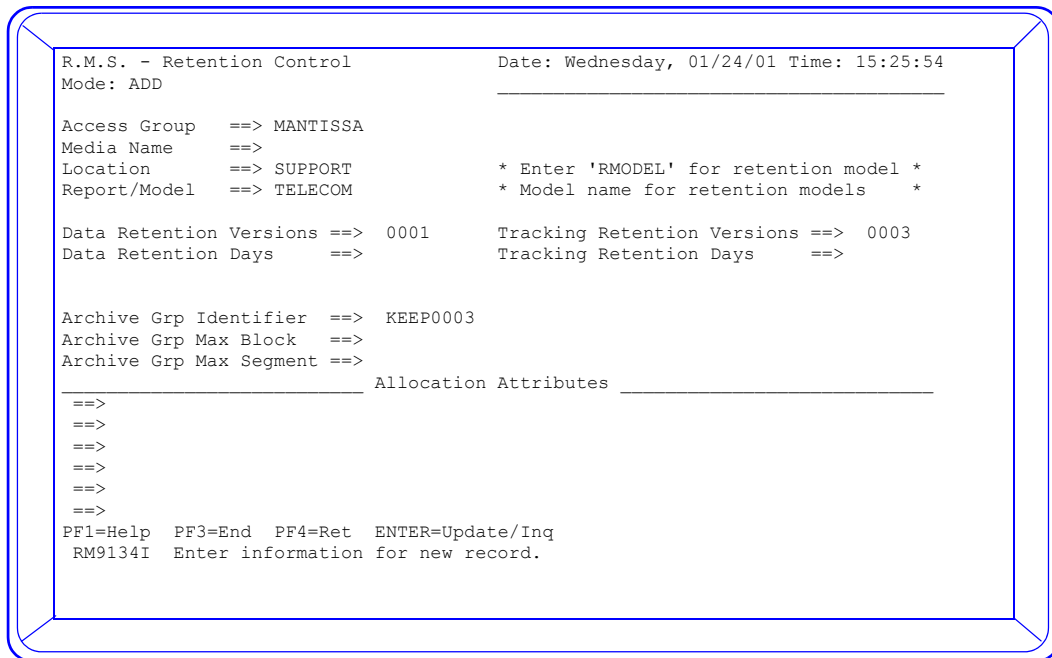 R.M.S. - Retention Control Date: Wednesday, 01/24/01 Time: 15:25:54
Mode: ADD ________________________________________
Access Group ==> MANTISSA
Media Name ==>
Location ==> SUPPORT * Enter 'RMODEL' for retention model *
Report/Model ==> TELECOM * Model name for retention models *
Data Retention Versions ==> 0001 Tracking Retention Versions ==> 0003
Data Retention Days ==> Tracking Retention Days ==>
Archive Grp Identifier ==> KEEP0003
Archive Grp Max Block ==>
Archive Grp Max Segment ==>
___________________________ Allocation Attributes ____________________________
==>
==>
==>
==>
==>
==>
PF1=Help PF3=End PF4=Ret ENTER=Update/Inq
RM9134I Enter information for new record.